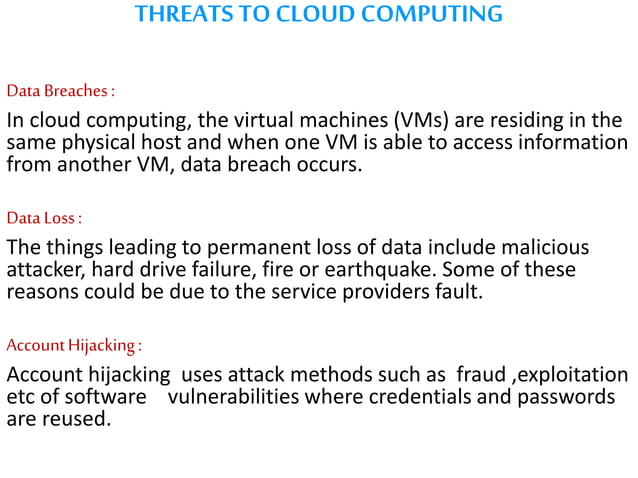 THREATS TO CLOUD COMPUTING
Data Breaches :
In cloud computing, the virtual machines (VMs) are residing in the
same physical host and when one VM is able to access information
from another VM, data breach occurs.
Data Loss :
The things leading to permanent loss of data include malicious
attacker, hard drive failure, fire or earthquake. Some of these
reasons could be due to the service providers fault.
Account Hijacking :
Account hijacking uses attack methods such as fraud ,exploitation
etc of software vulnerabilities where credentials and passwords
are reused.